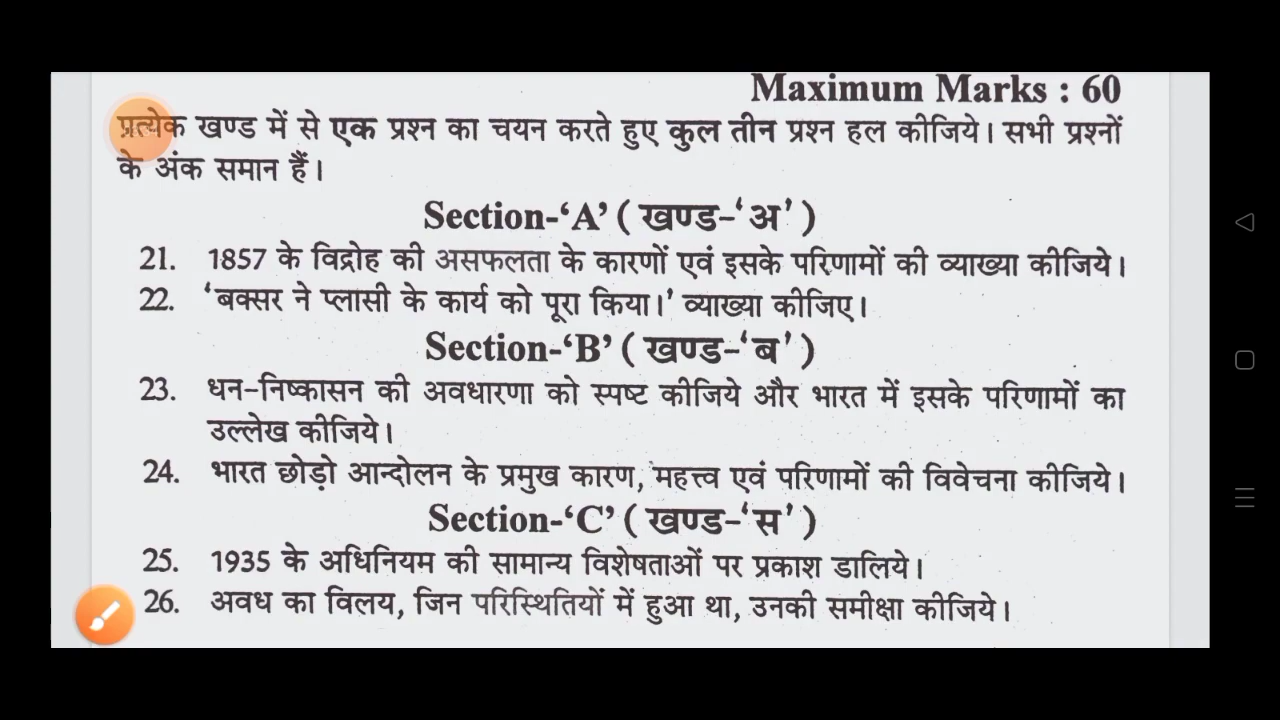 Maximum Marks : 60
प्रत्येक खण्ड में से एक प्रश्न का चयन करते हुए कुल तीन प्रश्न हल कीजिये। सभी प्रश्नों
के अंक समान हैं।
Section-‘A’ ( खण्ड-‘अ’ )
21. 1857 के विद्रोह की असफलता के कारणों एवं इसके परिणामों की व्याख्या कीजिये।
22. ‘बक्सर ने प्लासी के कार्य को पूरा किया।’ व्याख्या कीजिए।
Section-‘B’ ( खण्ड-‘ब’ )
23. धन-निष्कासन की अवधारणा को स्पष्ट कीजिये और भारत में इसके परिणामों का
उल्लेख कीजिये।
24. भारत छोड़ो आन्दोलन के प्रमुख कारण, महत्त्व एवं परिणामों की विवेचना कीजिये।
Section-‘C’ ( खण्ड-‘स’ )
25. 1935 के अधिनियम की सामान्य विशेषताओं पर प्रकाश डालिये।
26. अवध का विलय, जिन परिस्थितियों में हुआ था, उनकी समीक्षा कीजिये।